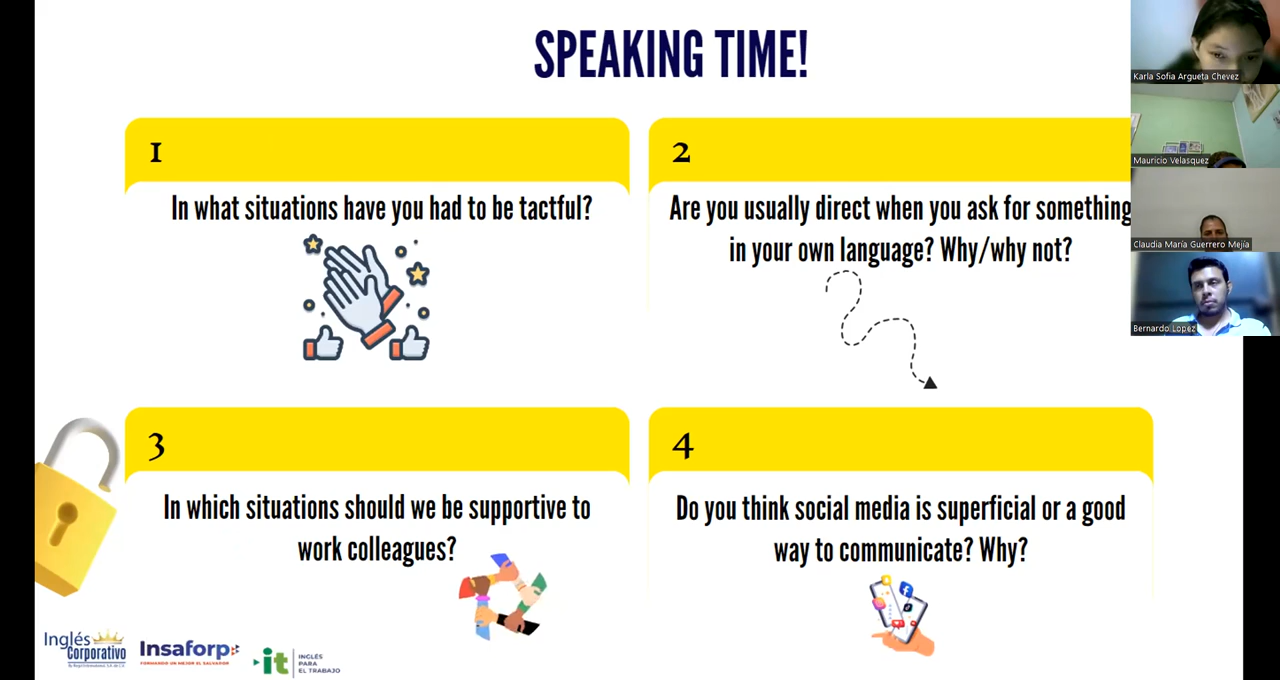 SPEAKING TIME!
1
In what situations have you had to be tactful?
2
Are you usually direct when you ask for something
in your own language? Why/why not?
3
In which situations should we be supportive to
work colleagues?
4
Do you think social media is superficial or a good
way to communicate? Why?
Karla Sofia Argueta Chevez
Mauricio Velasquez
Claudia María Guerrero Mejía
Bernardo Lopez
Inglés
Corporativo
Insaforp
FORMANDO UN MEJOR EL SALVADOR
it
INGLÉS
PARA
EL TRABAJO